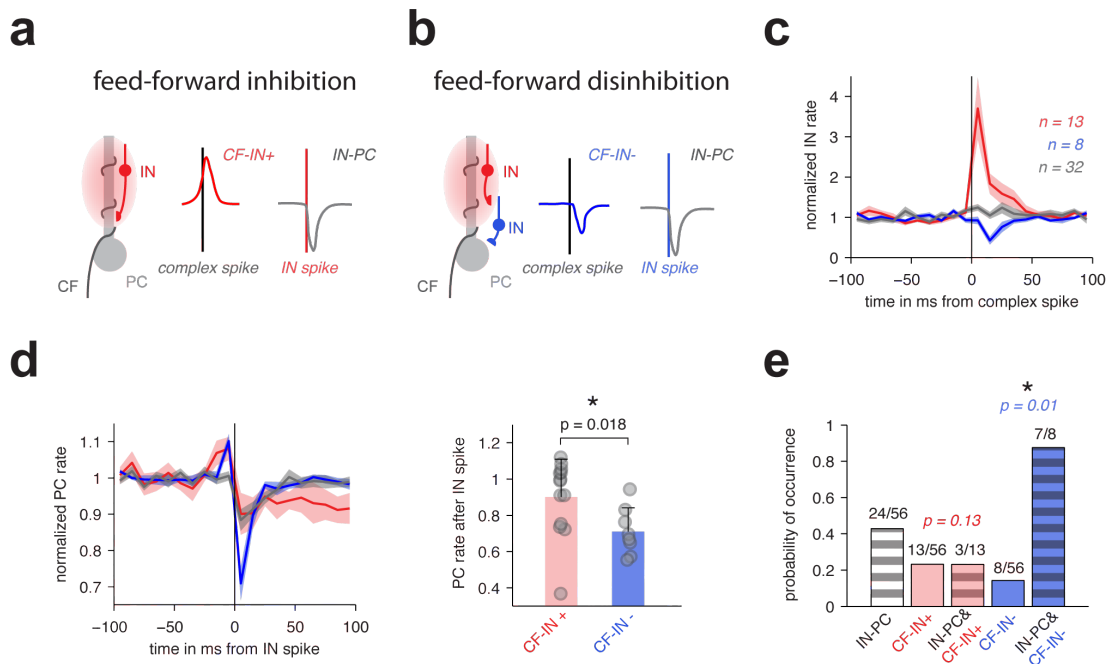 a
feed-forward inhibition
IN
CF
PC
CF-IN+
complex spike
IN-PC
IN spike
b
feed-forward disinhibition
IN
IN
CF
PC
CF-IN-
complex spike
IN-PC
IN spike
c
normalized IN rate
4
3
2
1
0
n = 13
n = 8
n = 32
−100 −50 0 50 100
time in ms from complex spike
d
normalized PC rate
1.1
1
0.9
0.8
0.7
−100 −50 0 50 100
time in ms from IN spike
*
p = 0.018
PC rate after IN spike
1.2
1
0.8
0.6
0.4
CF-IN +
CF-IN -
e
*
p = 0.01
probability of occurrence
1
0.8
0.6
0.4
0.2
0
24/56
p = 0.13
13/56
3/13
8/56
7/8
IN-PC
CF-IN+
IN-PC&
CF-IN+
CF-IN-
IN-PC&
CF-IN-